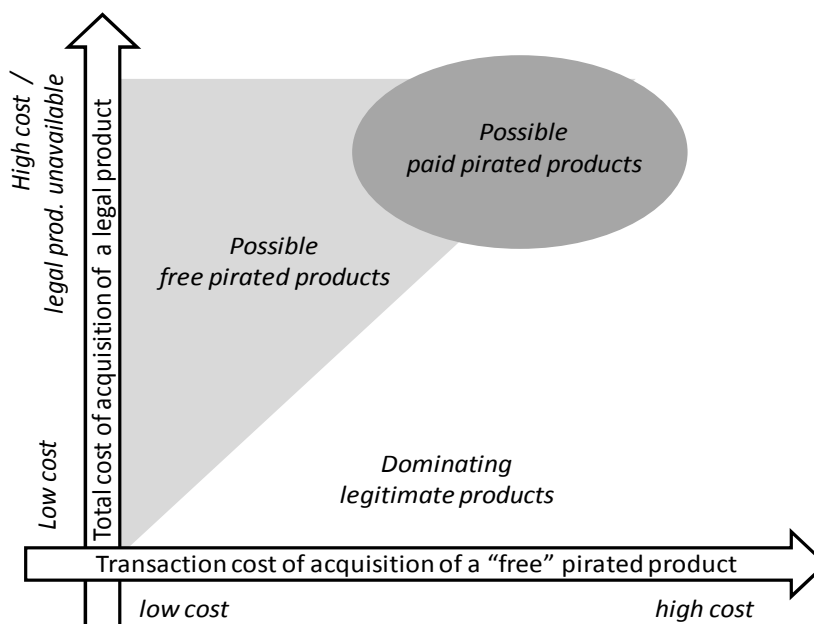 High cost /
legal prod. unavailable
Low cost
Total cost of acquisition of a legal product
Possible
paid pirated products
Possible
free pirated products
Dominating
legitimate products
Transaction cost of acquisition of a “free” pirated product
low cost
high cost